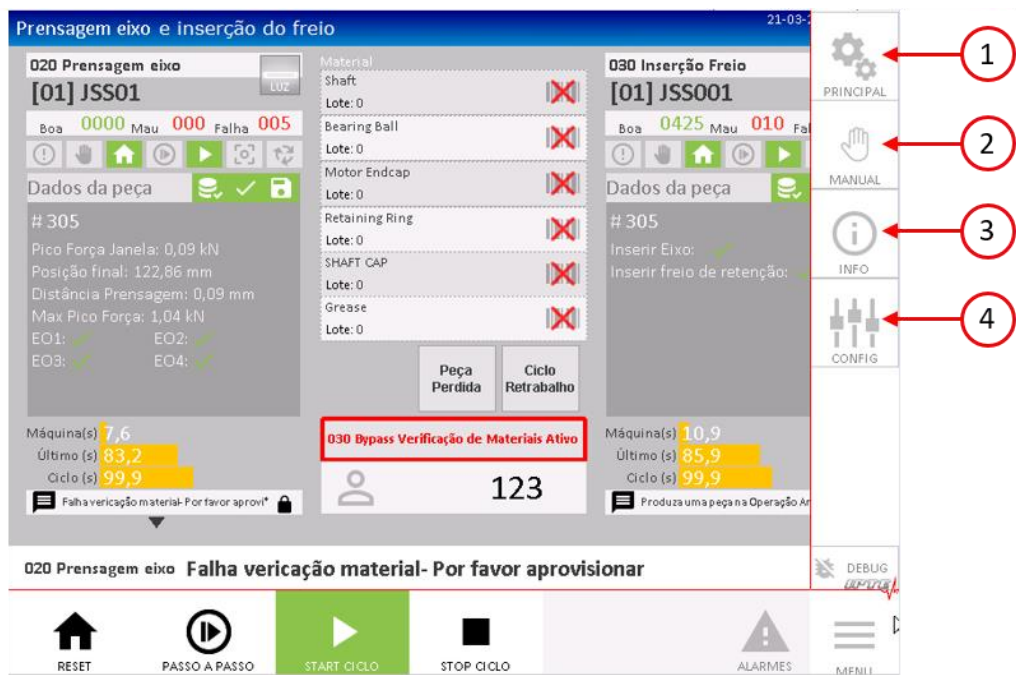 Prensagem eixo e inserção do freio
21-03-
020 Prensagem eixo
[01] JSS01
LUZ
Boa 0000 Mau 000 Falha 005
Dados da peça
#305
Pico Força Janela: 0,09 kN
Posição final: 122,86 mm
Distância Prensagem: 0,09 mm
Max Pico Força: 1,04 kN
EO1: EO2:
EO3: EO4:
Máquina(s) 7,6
Último (s) 83,2
Ciclo (s) 99,9
Falha vericação material- Por favor aprovi*
Material
Shaft
Lote: 0
Bearing Ball
Lote: 0
Motor Endcap
Lote: 0
Retaining Ring
Lote: 0
SHAFT CAP
Lote: 0
Grease
Lote: 0
Peça Perdida
Ciclo Retrabalho
030 Bypass Verificação de Materiais Ativo
123
030 Inserção Freio
[01] JSS001
Boa 0425 Mau 010 Fal
Dados da peça
#305
Inserir Eixo:
Inserir freio de retenção:
Máquina(s) 10,9
Último (s) 85,9
Ciclo (s) 99,9
Produza uma peça na Operação An
020 Prensagem eixo Falha vericação material- Por favor aprovisionar
RESET
PASSO A PASSO
START CICLO
STOP CICLO
ALARMES
MENU
PRINCIPAL
1
MANUAL
2
INFO
3
CONFIG
4
DEBUG